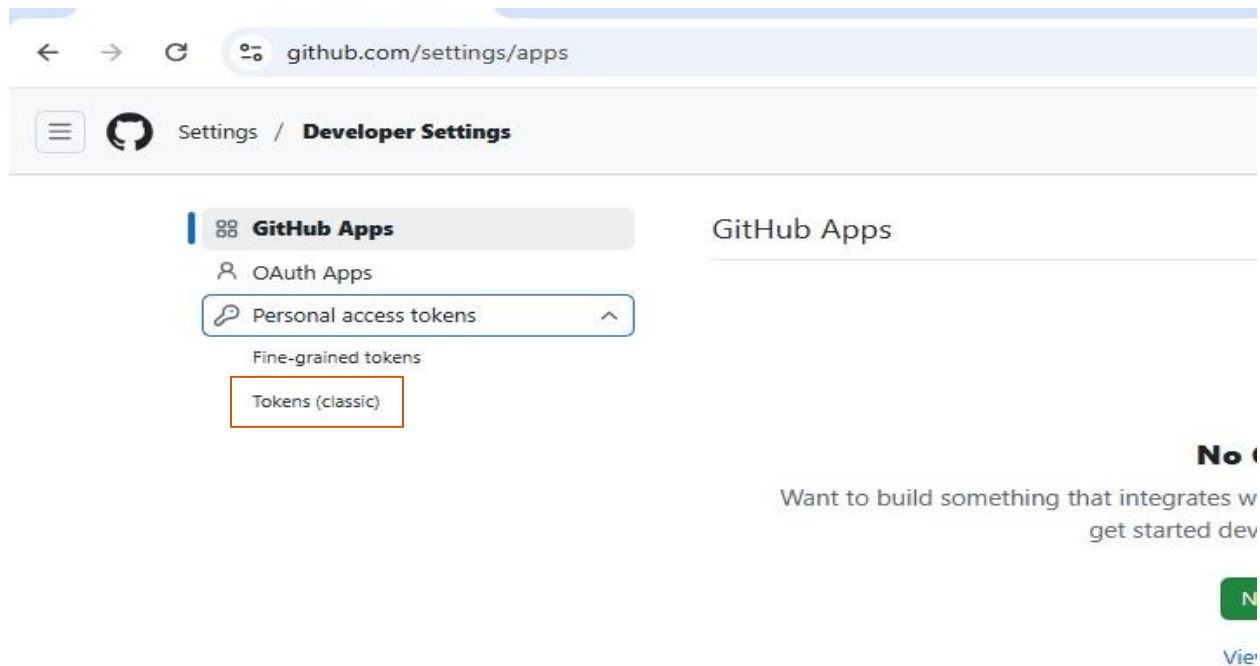 github.com/settings/apps
Settings / Developer Settings
GitHub Apps
OAuth Apps
Personal access tokens
Fine-grained tokens
Tokens (classic)
GitHub Apps
No
Want to build something that integrates
get started